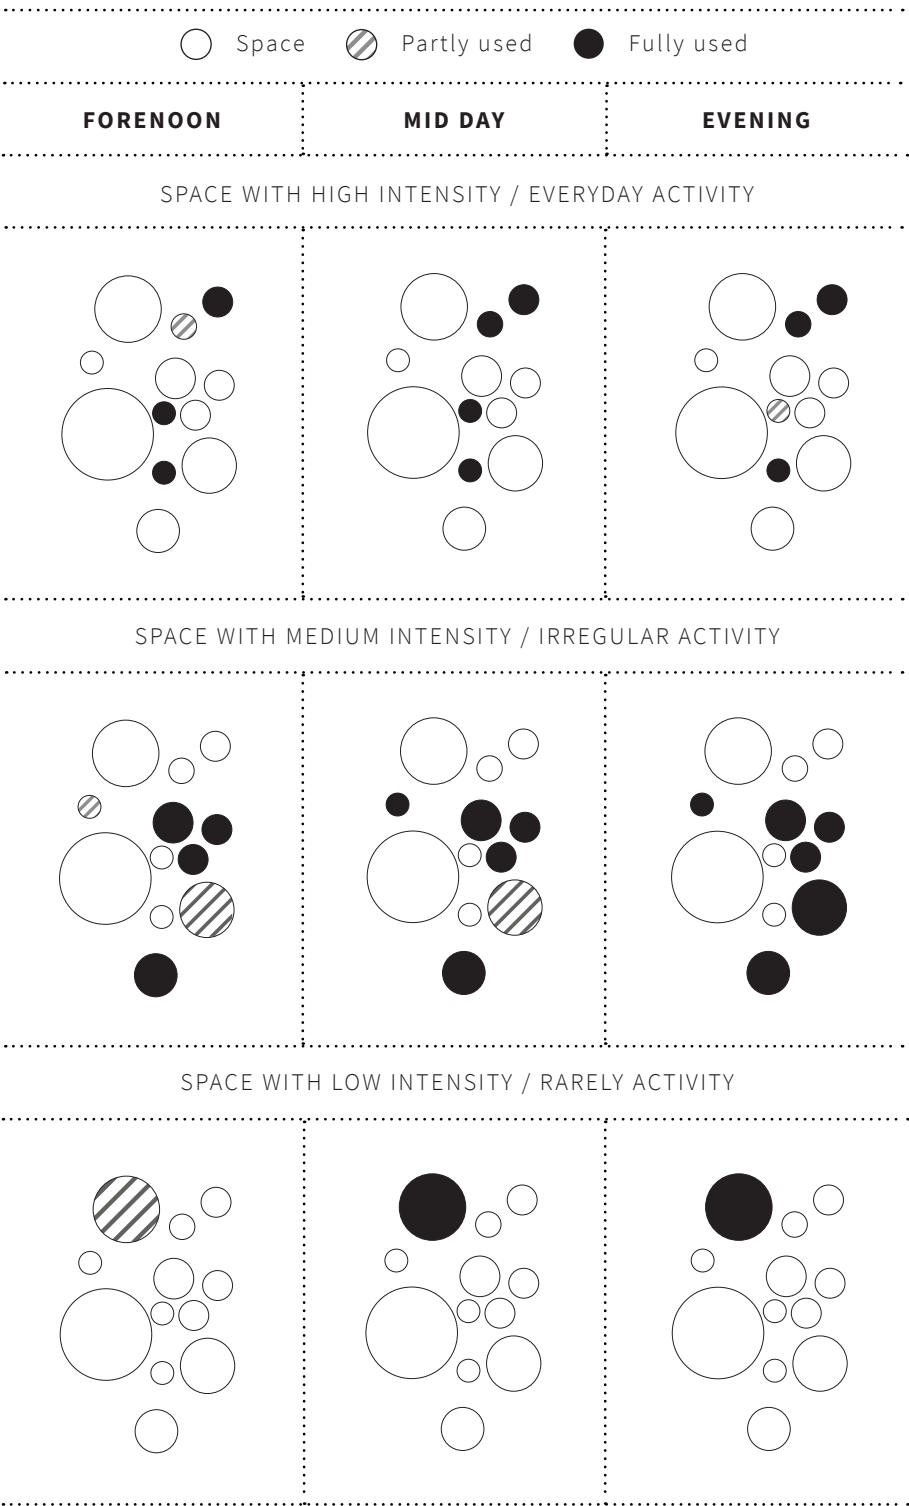 Space Partly used Fully used
FORENOON MID DAY EVENING
SPACE WITH HIGH INTENSITY / EVERYDAY ACTIVITY
SPACE WITH MEDIUM INTENSITY / IRREGULAR ACTIVITY
SPACE WITH LOW INTENSITY / RARELY ACTIVITY